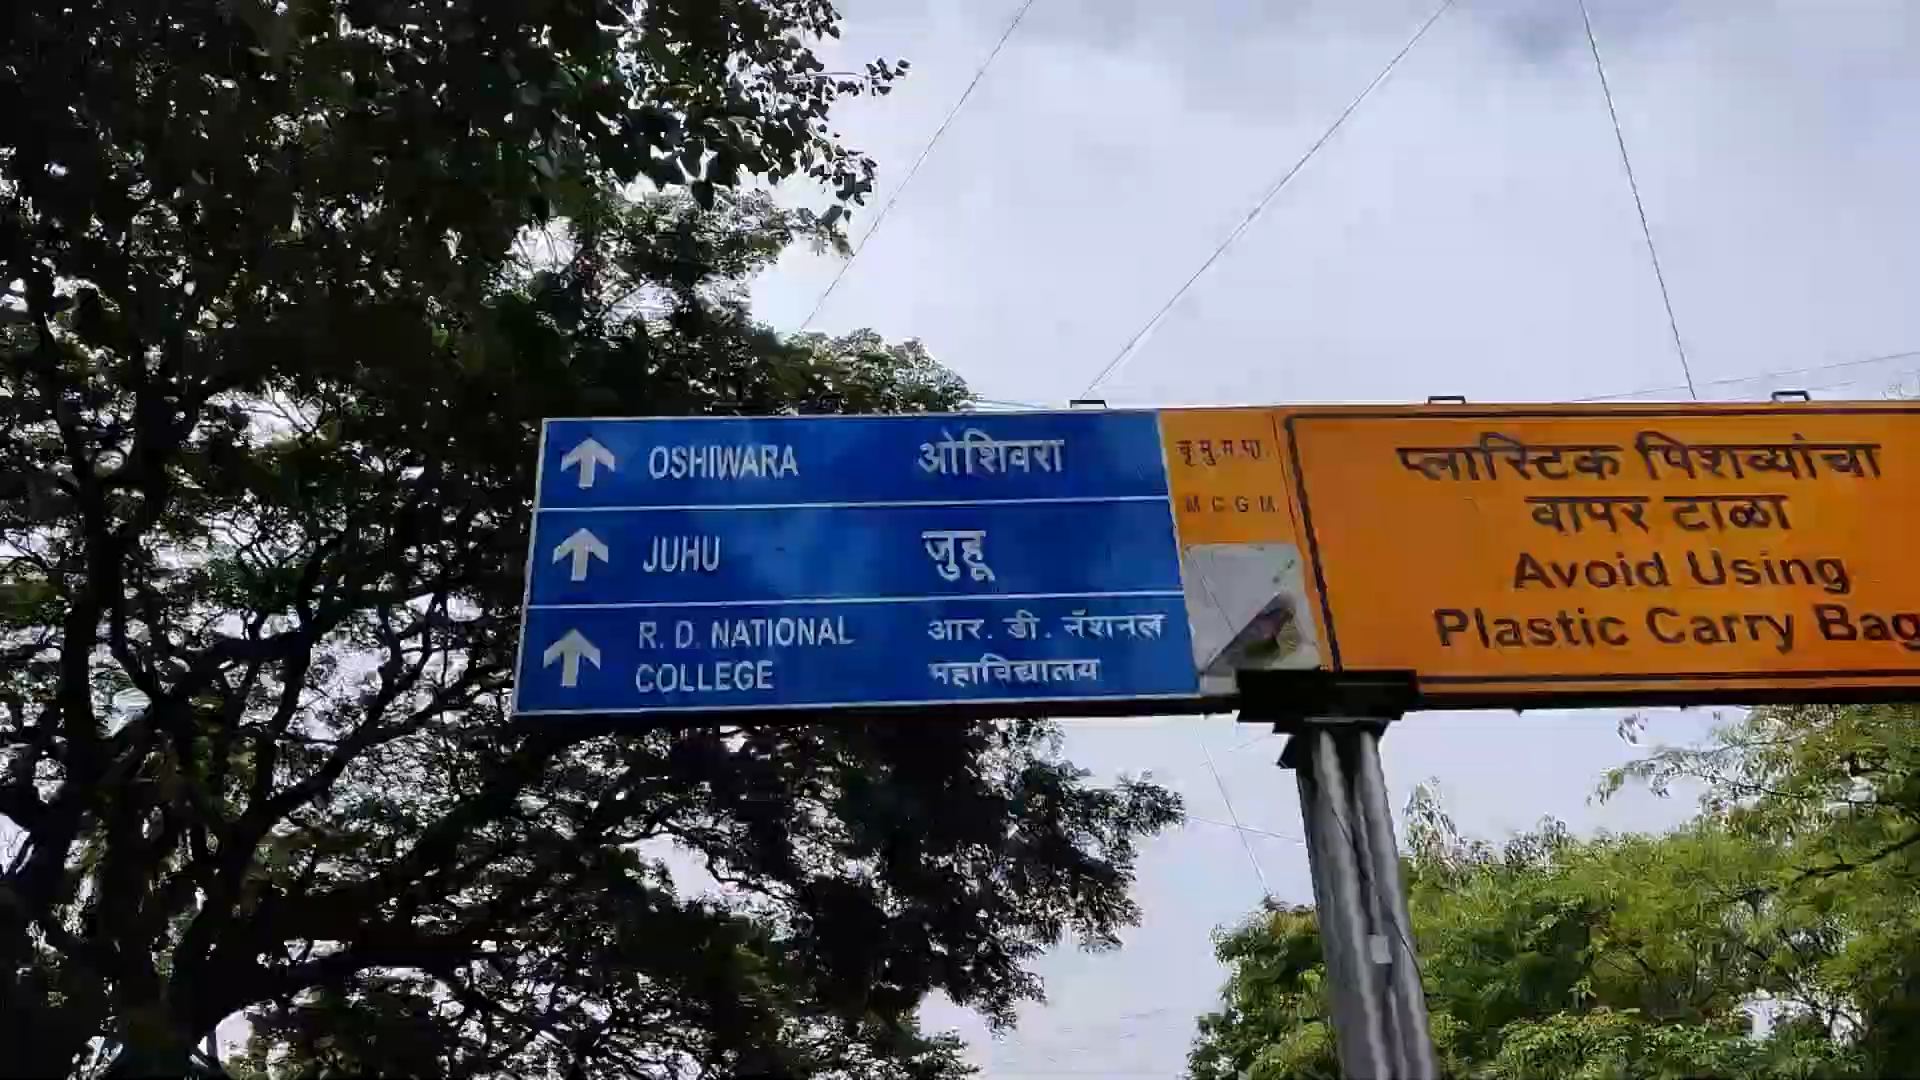 OSHIWARA ओशिवरा
JUHU जुहू
R. D. NATIONAL COLLEGE आर. डी. नॅशनल महाविद्यालय
बृ.मु.म.पा.
M C G M
प्लास्टिक पिशव्यांचा
वापर टाळा
Avoid Using
Plastic Carry Bag